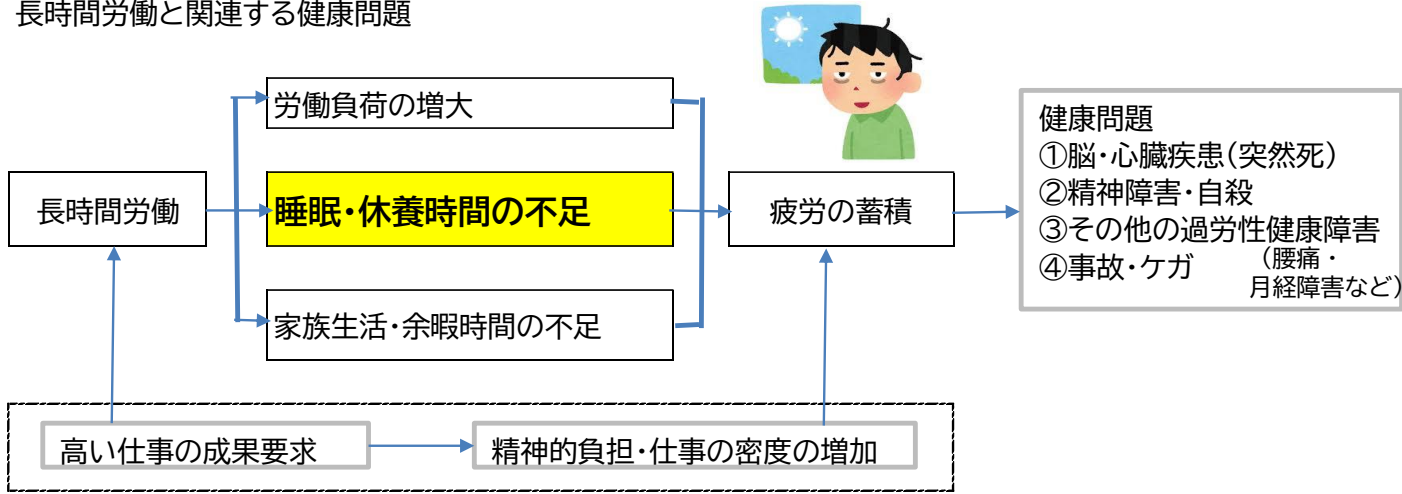 長時間労働と関連する健康問題
労働負荷の増大
長時間労働
睡眠・休養時間の不足
家族生活・余暇時間の不足
疲労の蓄積
健康問題
①脳・心臓疾患(突然死)
②精神障害・自殺
③その他の過労性健康障害
④事故・ケガ
（腰痛・
月経障害など）
高い仕事の成果要求
精神的負担・仕事の密度の増加